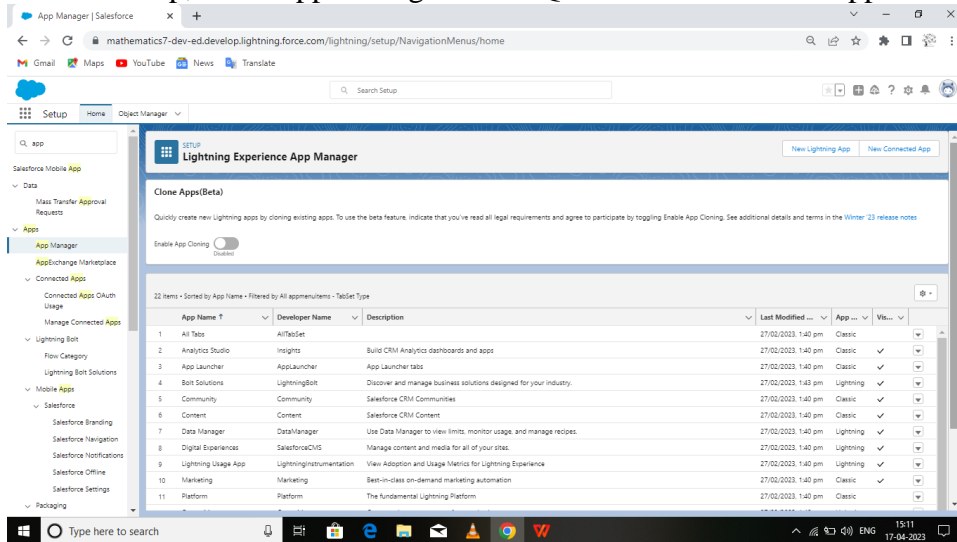 App Manager | Salesforce
mathematics7-dev-ed.develop.lightning.force.com/lightning/setup/NavigationMenus/home
Gmail Maps YouTube News Translate
Search Setup
Setup Home Object Manager
app
Salesforce Mobile App
Data
Mass Transfer Approval
Requests
Apps
App Manager
AppExchange Marketplace
Connected Apps
Connected Apps OAuth
Usage
Manage Connected Apps
Lightning Bolt
Flow Category
Lightning Bolt Solutions
Mobile Apps
Salesforce
Salesforce Branding
Salesforce Navigation
Salesforce Notifications
Salesforce Offline
Salesforce Settings
Packaging
SETUP
Lightning Experience App Manager
New Lightning App New Connected App
Clone Apps(Beta)
Quickly create new Lightning apps by cloning existing apps. To use the beta feature, indicate that you've read all legal requirements and agree to participate by toggling Enable App Cloning. See additional details and terms in the Winter '23 release notes
Enable App Cloning
Disabled
22 items • Sorted by App Name • Filtered by All appmenuitems - TabSet Type
App Name ↑ Developer Name Description Last Modified ... App ... Vis...
1 All Tabs AllTabSet 27/02/2023, 1:40 pm Classic
2 Analytics Studio Insights Build CRM Analytics dashboards and apps 27/02/2023, 1:40 pm Classic ✓
3 App Launcher AppLauncher App Launcher tabs 27/02/2023, 1:40 pm Classic ✓
4 Bolt Solutions LightningBolt Discover and manage business solutions designed for your industry. 27/02/2023, 1:43 pm Lightning ✓
5 Community Community Salesforce CRM Communities 27/02/2023, 1:40 pm Classic ✓
6 Content Content Salesforce CRM Content 27/02/2023, 1:40 pm Classic ✓
7 Data Manager DataManager Use Data Manager to view limits, monitor usage, and manage recipes. 27/02/2023, 1:40 pm Lightning ✓
8 Digital Experiences SalesforceCMS Manage content and media for all of your sites. 27/02/2023, 1:40 pm Lightning ✓
9 Lightning Usage App LightningInstrumentation View Adoption and Usage Metrics for Lightning Experience 27/02/2023, 1:40 pm Lightning ✓
10 Marketing Marketing Best-in-class on-demand marketing automation 27/02/2023, 1:40 pm Classic ✓
11 Platform Platform The fundamental Lightning Platform 27/02/2023, 1:40 pm Classic
Type here to search
ENG
15:11
17-04-2023